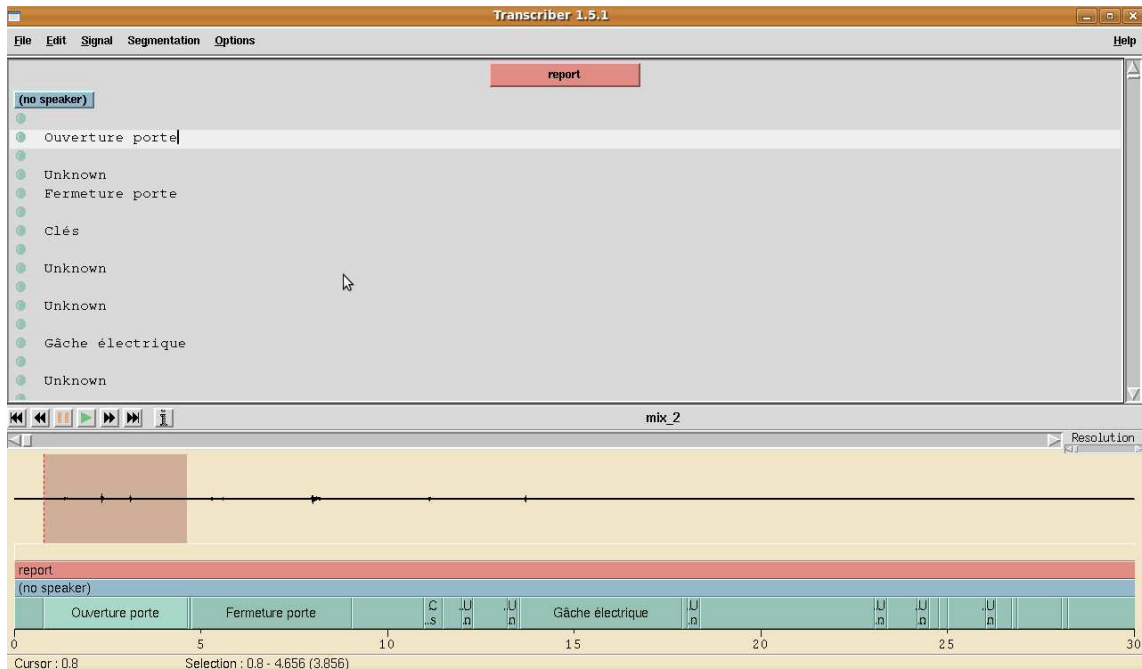 Transcriber 1.5.1
File Edit Signal Segmentation Options Help
report
(no speaker)
Ouverture porte
Unknown
Fermeture porte
Clés
Unknown
Unknown
Gâche électrique
Unknown
i mix_2
Resolution
report
(no speaker)
Ouverture porte Fermeture porte C ..s ..U .n ..U .n Gâche électrique ..U .n ..U .n ..U .n ..U .n
0 5 10 15 20 25 30
Cursor : 0.8 Selection : 0.8 - 4.656 (3.856)